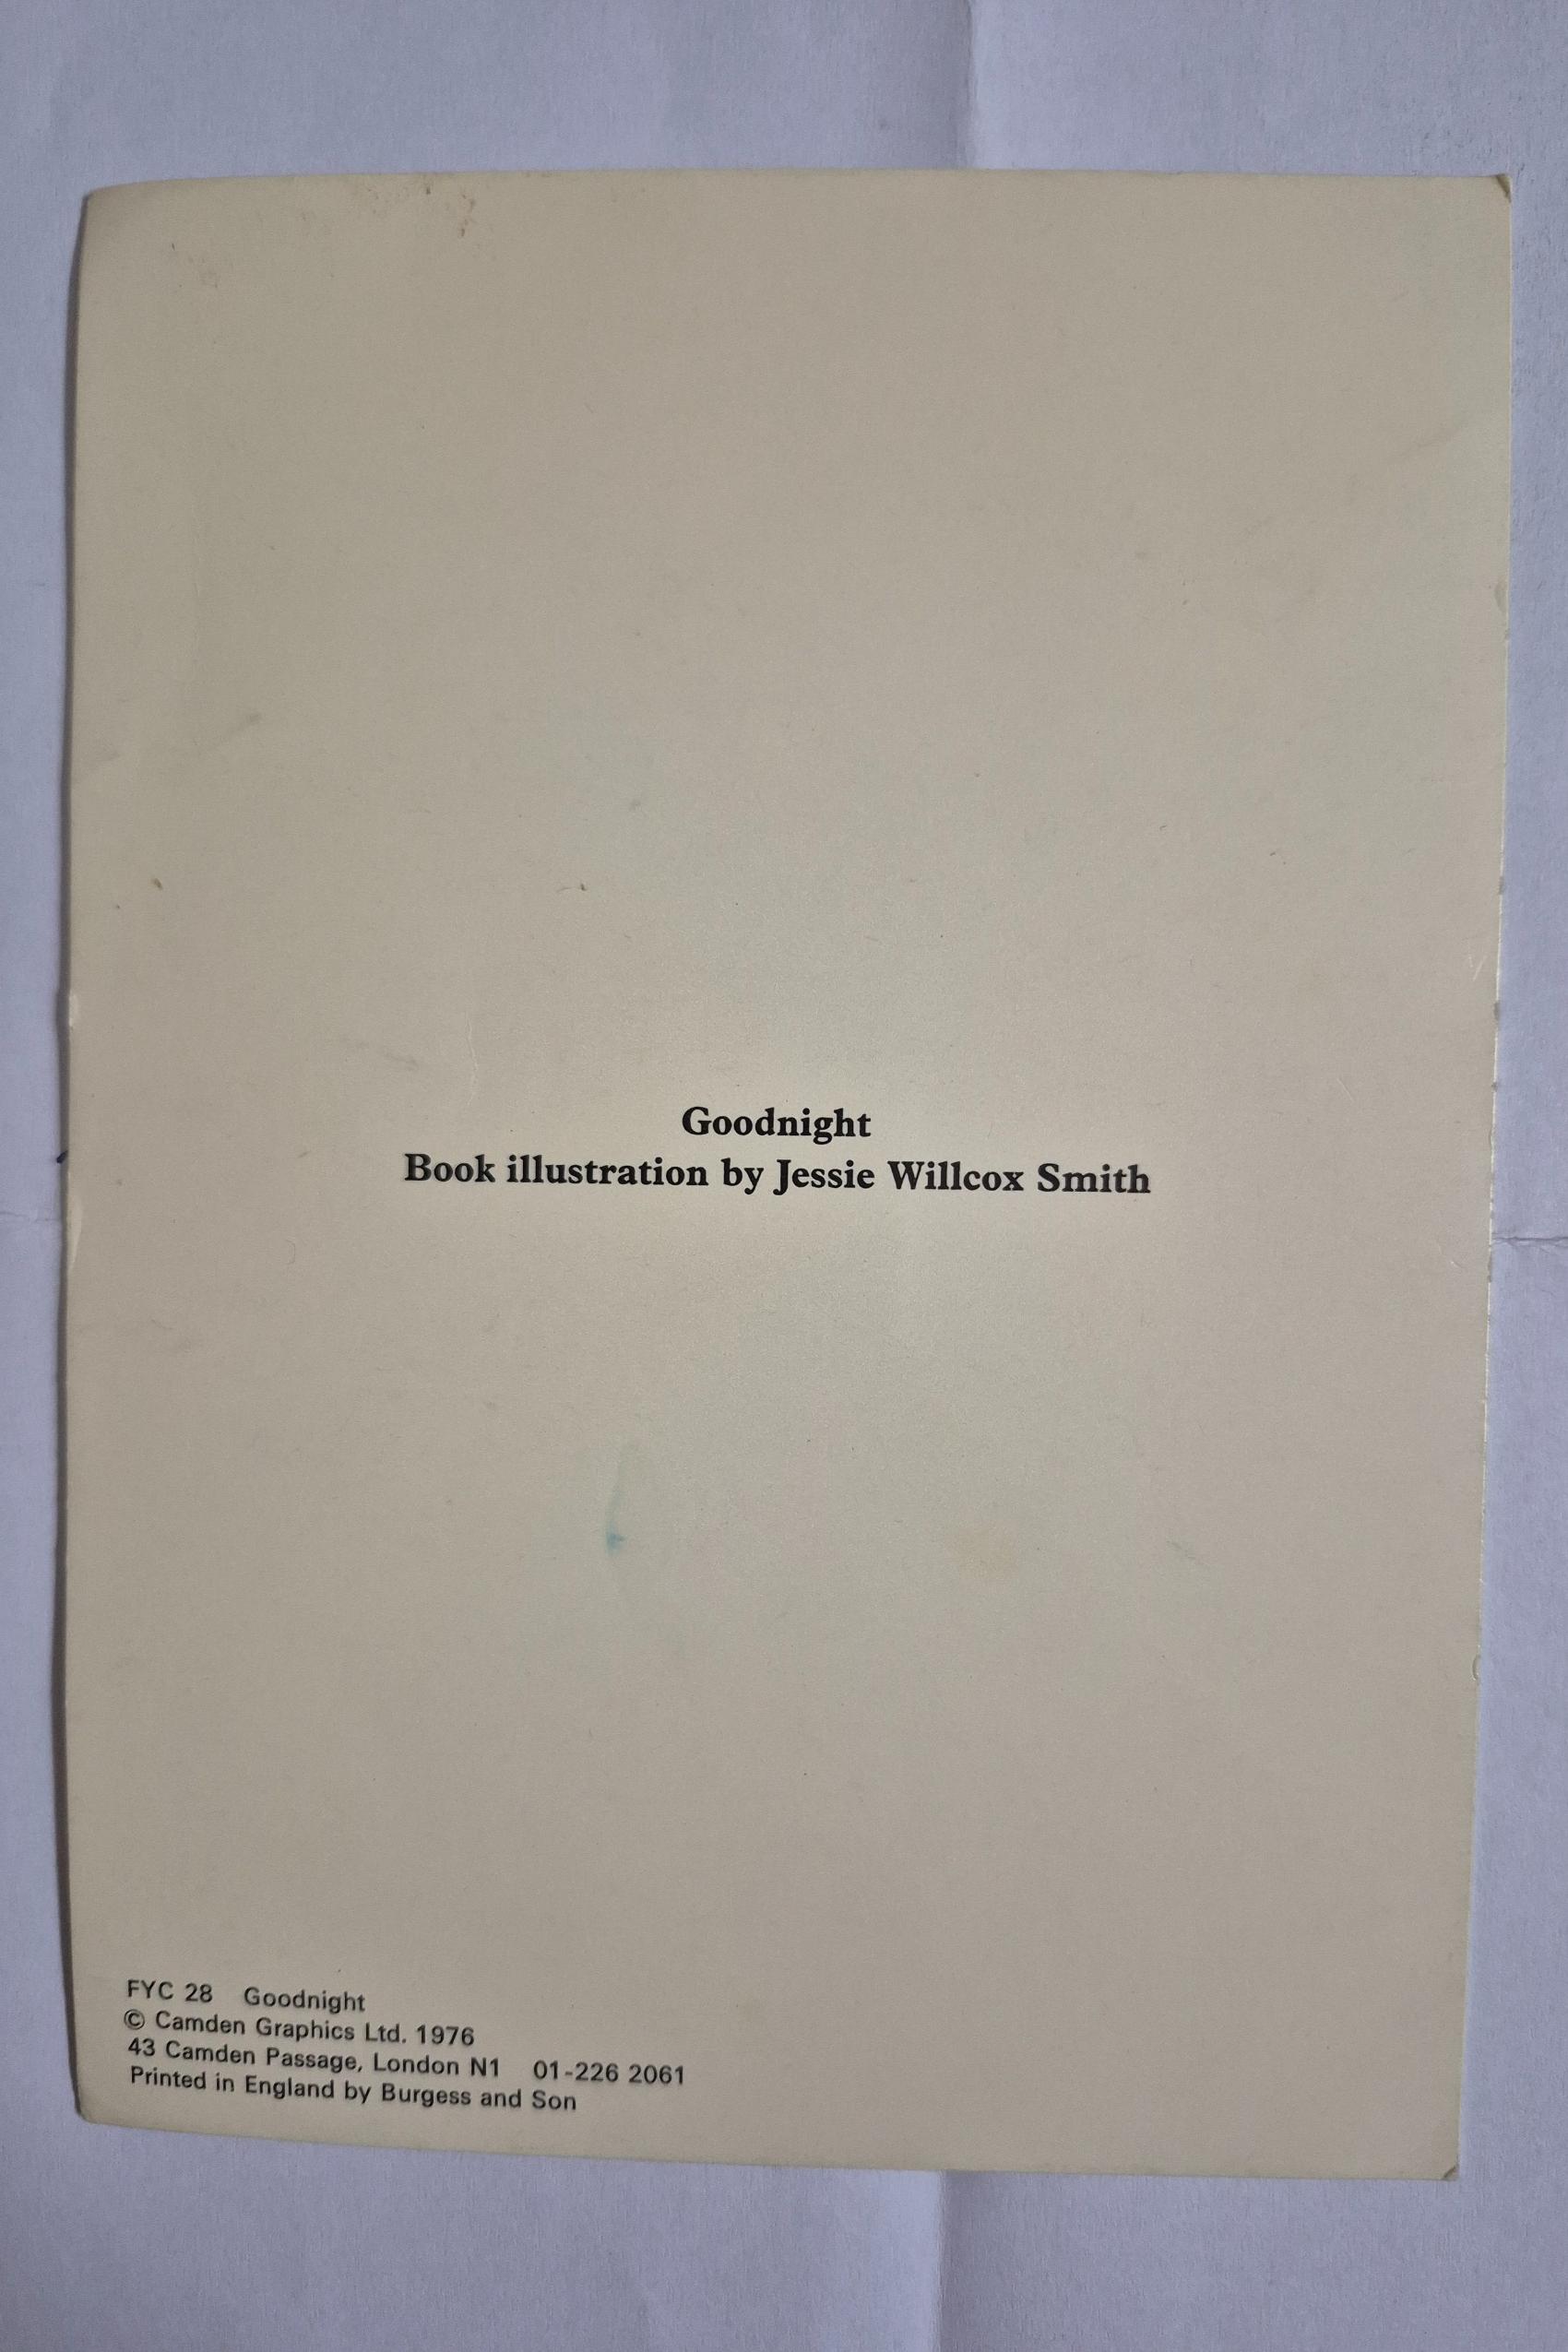 Goodnight
Book illustration by Jessie Willcox Smith
FYC 28 Goodnight
© Camden Graphics Ltd. 1976
43 Camden Passage, London N1 01-226 2061
Printed in England by Burgess and Son